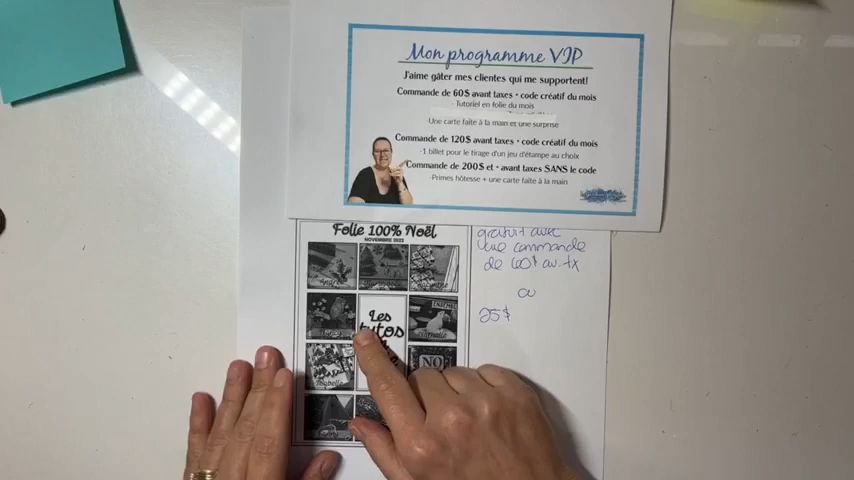 Mon programme VIP
J'aime gâter mes clientes qui me supportent!
Commande de 60$ avant taxes + code créatif du mois
- Tutoriel en folie du mois
-Une carte faite à la main et une surprise
Commande de 120$ avant taxes + code créatif du mois
-1 billet pour le tirage d'un jeu d'étampe au choix
Commande de 200$ et + avant taxes SANS le code
-Primes hôtesse + une carte faite à la main
Folie 100% Noël
NOVEMBRE 2023
gratuit avec
une commande
de 60$ av. tx
ou
25$
Les
tutos
Isabelle
NO